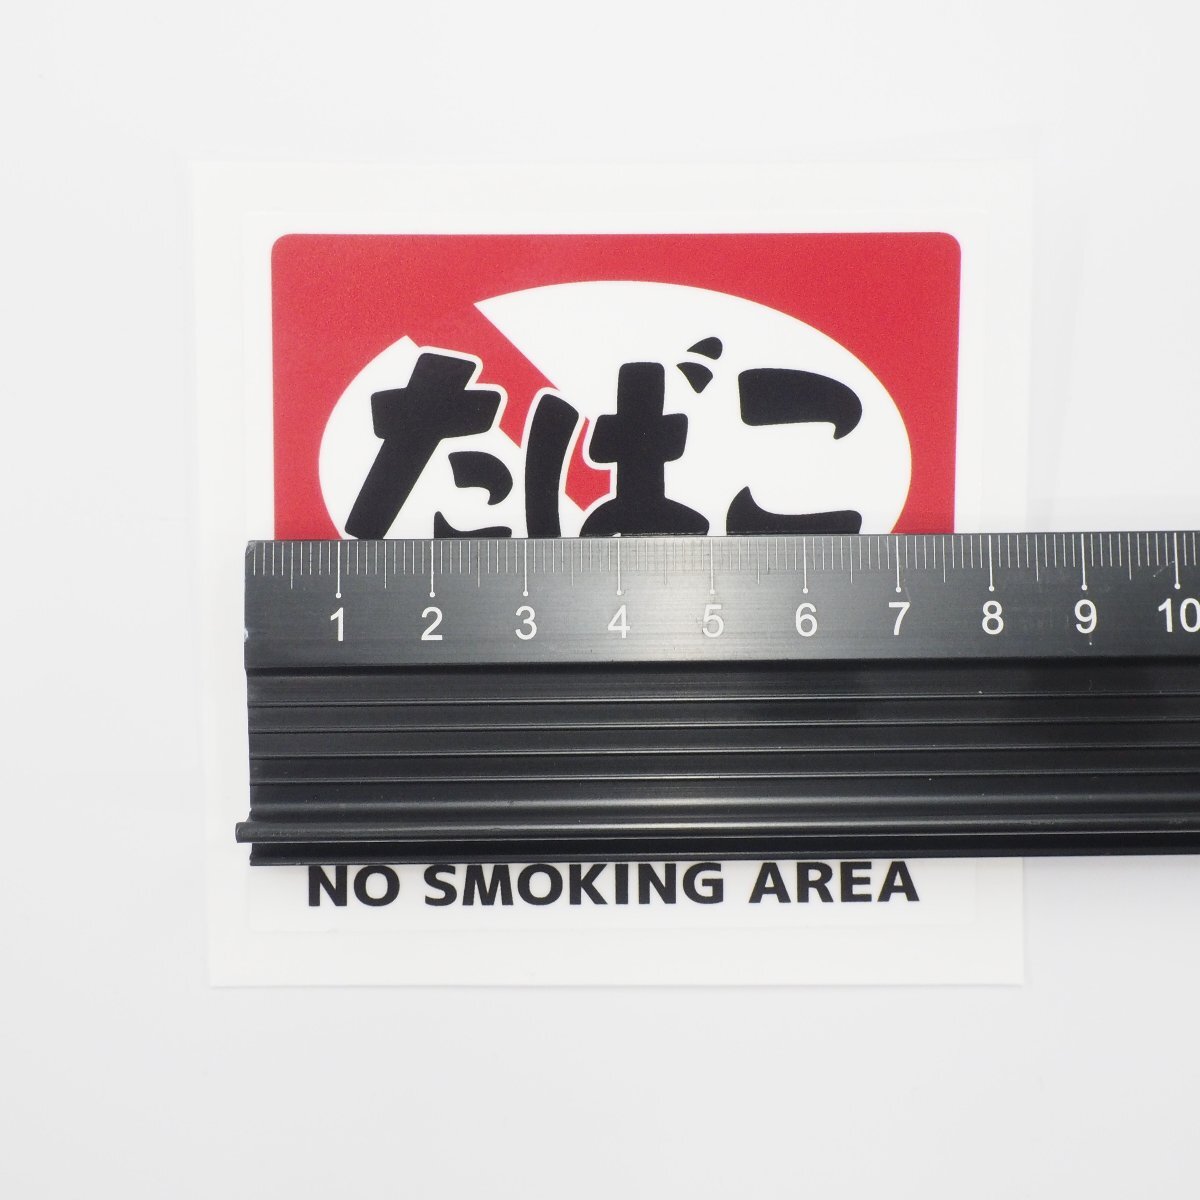 たばこ
1 2 3 4 5 6 7 8 9 10
NO SMOKING AREA